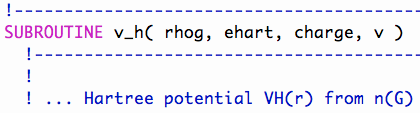 !-----------------------------------------------
SUBROUTINE v_h( rhog, ehart, charge, v )
!---------------------------------------------
!
! ... Hartree potential VH(r) from n(G)